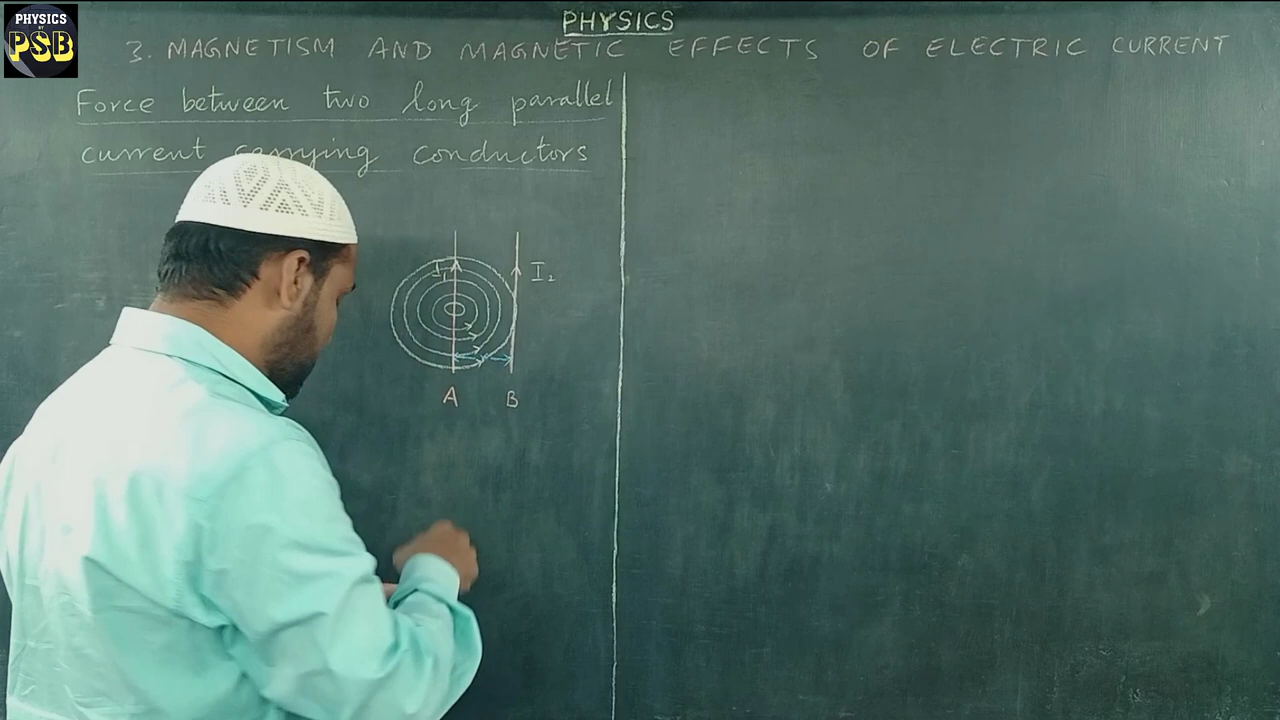 PHYSICS
BY
PSB
PHYSICS
3. MAGNETISM AND MAGNETIC EFFECTS OF ELECTRIC CURRENT
Force between two long parallel
current carrying conductors
I₁ I₂
A B